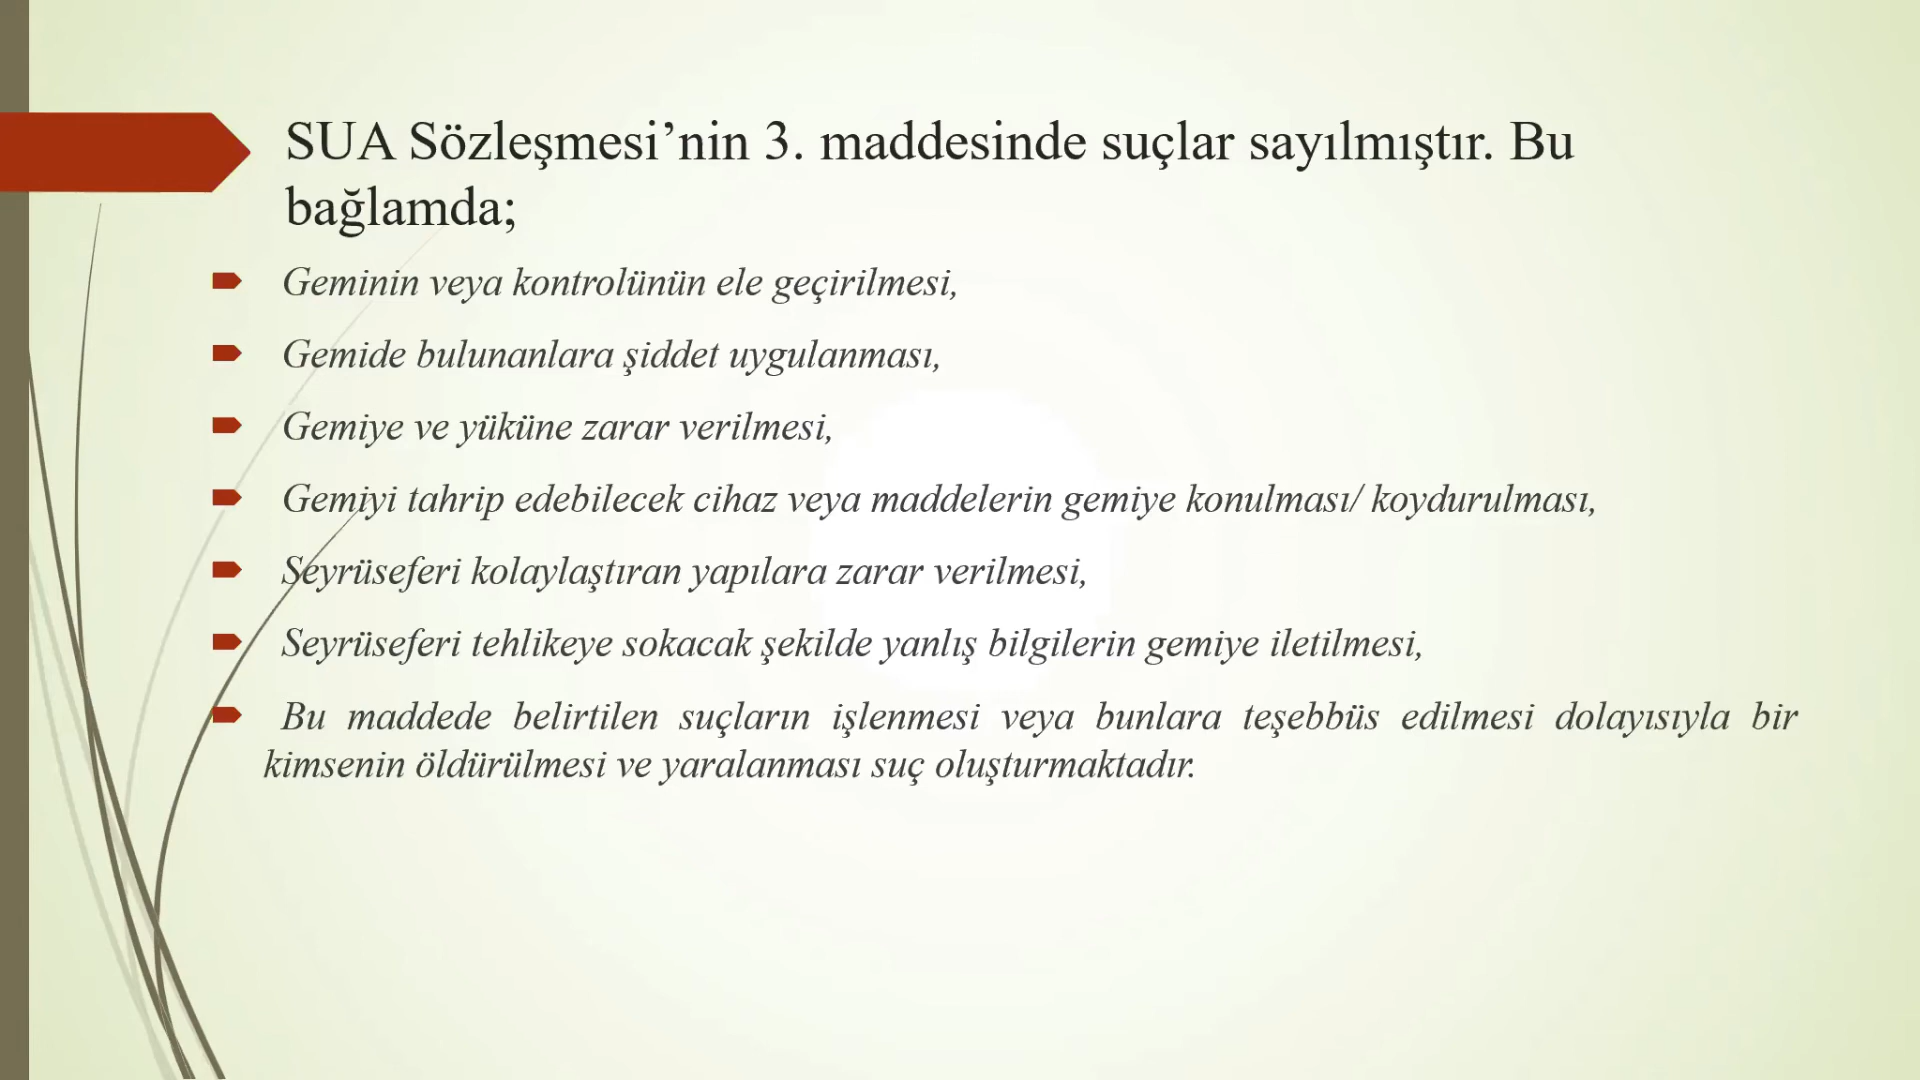 SUA Sözleşmesi’nin 3. maddesinde suçlar sayılmıştır. Bu
bağlamda;
Geminin veya kontrolünün ele geçirilmesi,
Gemide bulunanlara şiddet uygulanması,
Gemiye ve yüküne zarar verilmesi,
Gemiyi tahrip edebilecek cihaz veya maddelerin gemiye konulması/ koydurulması,
Seyrüseferi kolaylaştıran yapılara zarar verilmesi,
Seyrüseferi tehlikeye sokacak şekilde yanlış bilgilerin gemiye iletilmesi,
Bu maddede belirtilen suçların işlenmesi veya bunlara teşebbüs edilmesi dolayısıyla bir
kimsenin öldürülmesi ve yaralanması suç oluşturmaktadır.